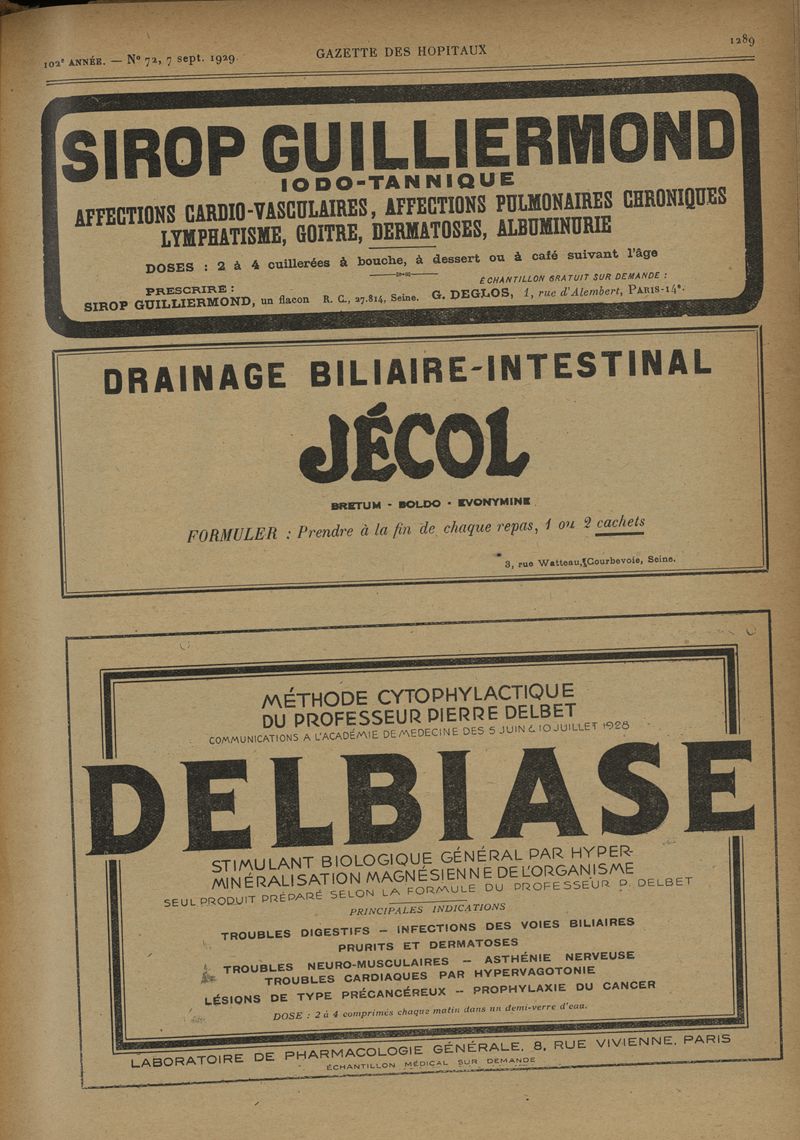 102e ANNÉE. — No 72, 7 sept. 1929.
GAZETTE DES HOPITAUX
1289
SIROP GUILLIERMOND
IODO-TANNIQUE
AFFECTIONS CARDIO-VASCULAIRES, AFFECTIONS PULMONAIRES CHRONIQUES
LYMPHATISME, GOITRE, DERMATOSES, ALBUMINURIE
DOSES : 2 à 4 cuillerées à bouche, à dessert ou à café suivant l'âge
ÉCHANTILLON GRATUIT SUR DEMANDE :
PRESCRIRE :
SIROP GUILLIERMOND, un flacon R. C., 27.814, Seine. G. DEGLOS, 1, rue d'Alembert, PARIS-14e.
DRAINAGE BILIAIRE-INTESTINAL
JÉCOL
BRETUM - BOLDO - EVONYMINE
FORMULER : Prendre à la fin de chaque repas, 1 ou 2 cachets
3, rue Watteau, Courbevoie, Seine.
MÉTHODE CYTOPHYLACTIQUE
DU PROFESSEUR PIERRE DELBET
COMMUNICATIONS A L'ACADÉMIE DE MEDECINE DES 5 JUIN & 10 JUILLET 1928
DELBIASE
STIMULANT BIOLOGIQUE GÉNÉRAL PAR HYPER-
MINÉRALISATION MAGNÉSIENNE DE L'ORGANISME
SEUL PRODUIT PRÉPARÉ SELON LA FORMULE DU PROFESSEUR P. DELBET
PRINCIPALES INDICATIONS
TROUBLES DIGESTIFS — INFECTIONS DES VOIES BILIAIRES
PRURITS ET DERMATOSES
TROUBLES NEURO-MUSCULAIRES — ASTHÉNIE NERVEUSE
TROUBLES CARDIAQUES PAR HYPERVAGOTONIE
LÉSIONS DE TYPE PRÉCANCÉREUX — PROPHYLAXIE DU CANCER
DOSE : 2 à 4 comprimés chaque matin dans un demi-verre d'eau.
LABORATOIRE DE PHARMACOLOGIE GÉNÉRALE, 8, RUE VIVIENNE, PARIS
ÉCHANTILLON MÉDICAL SUR DEMANDE